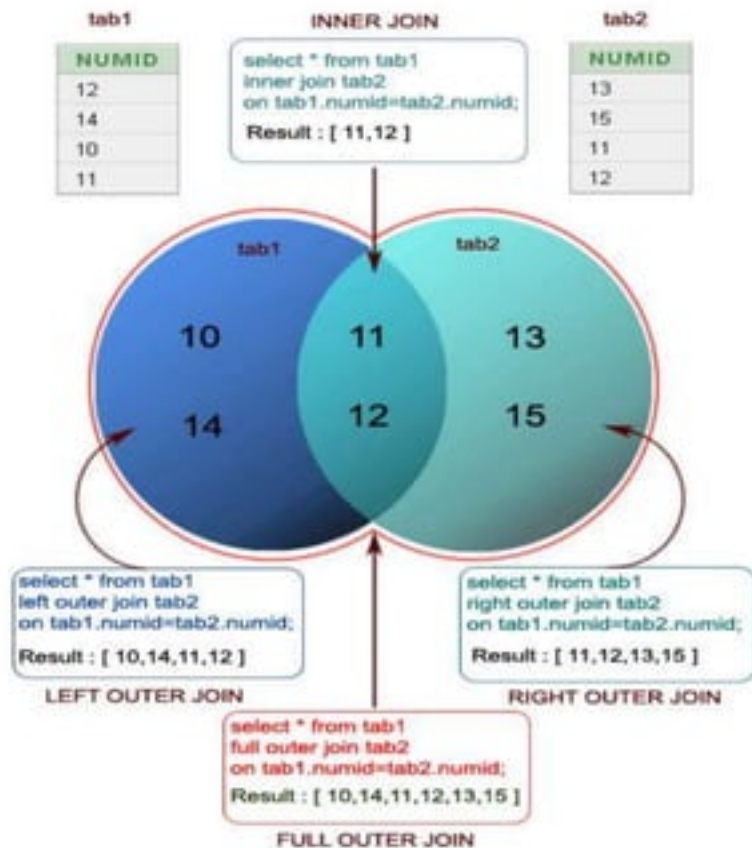 tab1
INNER JOIN
tab2
NUMID
12
14
10
11
select * from tab1
inner join tab2
on tab1.numid=tab2.numid;
Result : [ 11,12 ]
NUMID
13
15
11
12
tab1
tab2
10
11
13
14
12
15
select * from tab1
left outer join tab2
on tab1.numid=tab2.numid;
Result : [ 10,14,11,12 ]
LEFT OUTER JOIN
select * from tab1
right outer join tab2
on tab1.numid=tab2.numid;
Result : [ 11,12,13,15 ]
RIGHT OUTER JOIN
select * from tab1
full outer join tab2
on tab1.numid=tab2.numid;
Result : [ 10,14,11,12,13,15 ]
FULL OUTER JOIN